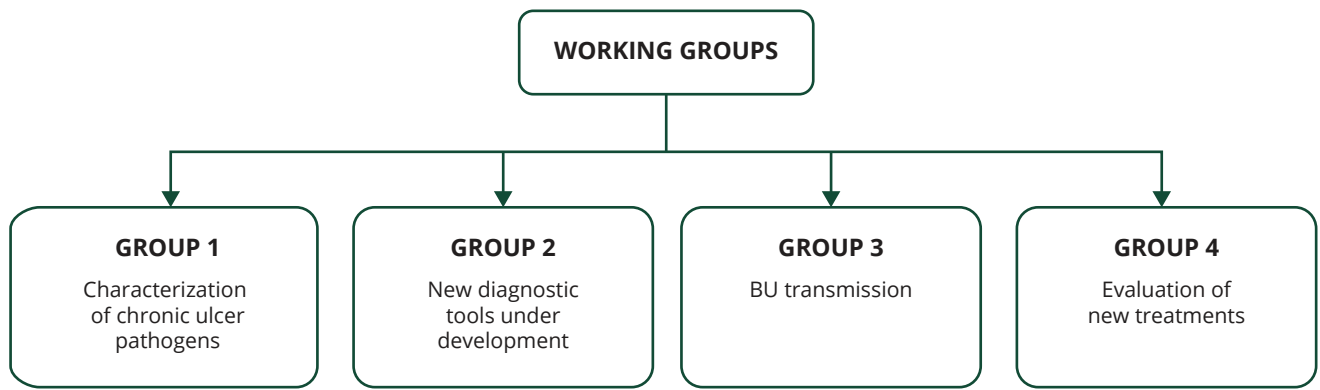 WORKING GROUPS
GROUP 1
Characterization
of chronic ulcer
pathogens
GROUP 2
New diagnostic
tools under
development
GROUP 3
BU transmission
GROUP 4
Evaluation of
new treatments